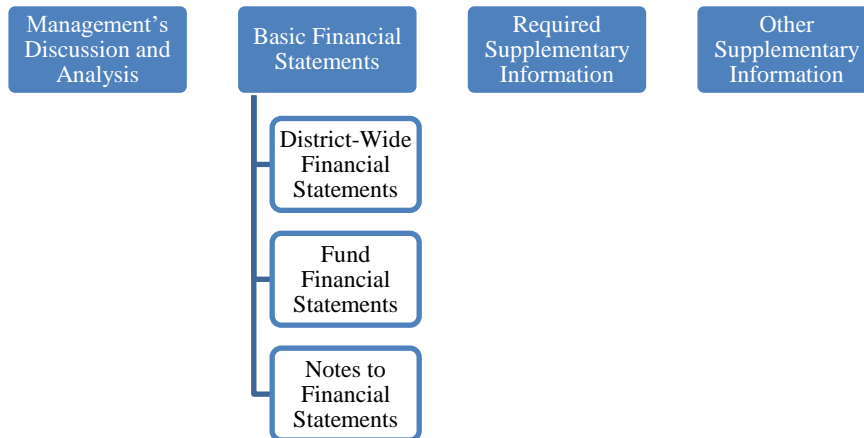 Management’s
Discussion and
Analysis
Basic Financial
Statements
Required
Supplementary
Information
Other
Supplementary
Information
District-Wide
Financial
Statements
Fund
Financial
Statements
Notes to
Financial
Statements